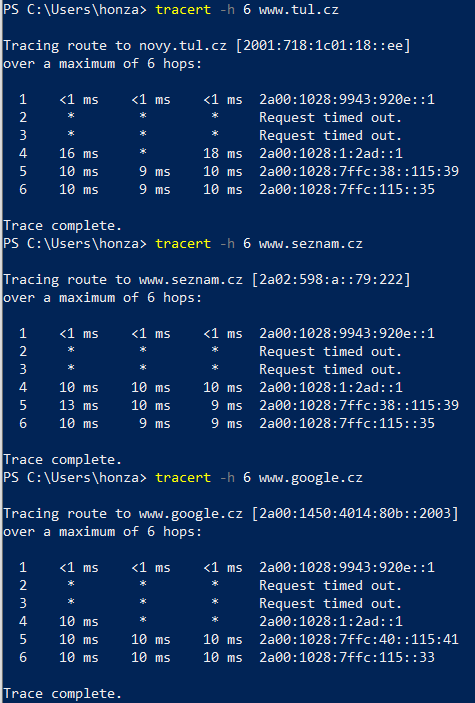 PS C:\Users\honza> tracert -h 6 www.tul.cz
Tracing route to novy.tul.cz [2001:718:1c01:18::ee]
over a maximum of 6 hops:
1 <1 ms <1 ms <1 ms 2a00:1028:9943:920e::1
2 * * * Request timed out.
3 * * * Request timed out.
4 16 ms * 18 ms 2a00:1028:1:2ad::1
5 10 ms 9 ms 10 ms 2a00:1028:7ffc:38::115:39
6 10 ms 9 ms 10 ms 2a00:1028:7ffc:115::35
Trace complete.
PS C:\Users\honza> tracert -h 6 www.seznam.cz
Tracing route to www.seznam.cz [2a02:598:a::79:222]
over a maximum of 6 hops:
1 <1 ms <1 ms <1 ms 2a00:1028:9943:920e::1
2 * * * Request timed out.
3 * * * Request timed out.
4 10 ms 10 ms 10 ms 2a00:1028:1:2ad::1
5 13 ms 10 ms 9 ms 2a00:1028:7ffc:38::115:39
6 10 ms 9 ms 9 ms 2a00:1028:7ffc:115::35
Trace complete.
PS C:\Users\honza> tracert -h 6 www.google.cz
Tracing route to www.google.cz [2a00:1450:4014:80b::2003]
over a maximum of 6 hops:
1 <1 ms <1 ms <1 ms 2a00:1028:9943:920e::1
2 * * * Request timed out.
3 * * * Request timed out.
4 10 ms * * 2a00:1028:1:2ad::1
5 10 ms 10 ms 10 ms 2a00:1028:7ffc:40::115:41
6 10 ms 10 ms 10 ms 2a00:1028:7ffc:115::33
Trace complete.